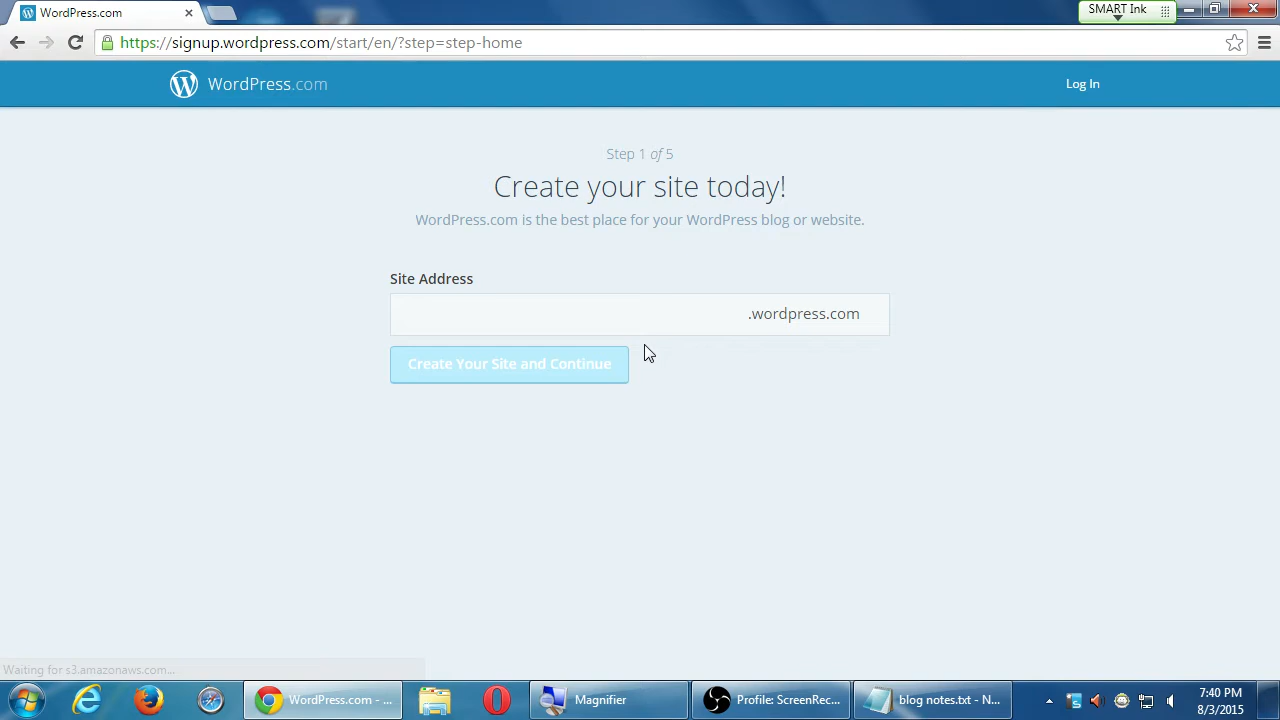 WordPress.com
SMART Ink
https://signup.wordpress.com/start/en/?step=step-home
WordPress.com
Log In
Step 1 of 5
Create your site today!
WordPress.com is the best place for your WordPress blog or website.
Site Address
.wordpress.com
Create Your Site and Continue
Waiting for s3.amazonaws.com...
WordPress.com - ...
Magnifier
Profile: ScreenRec...
blog notes.txt - N...
7:40 PM
8/3/2015